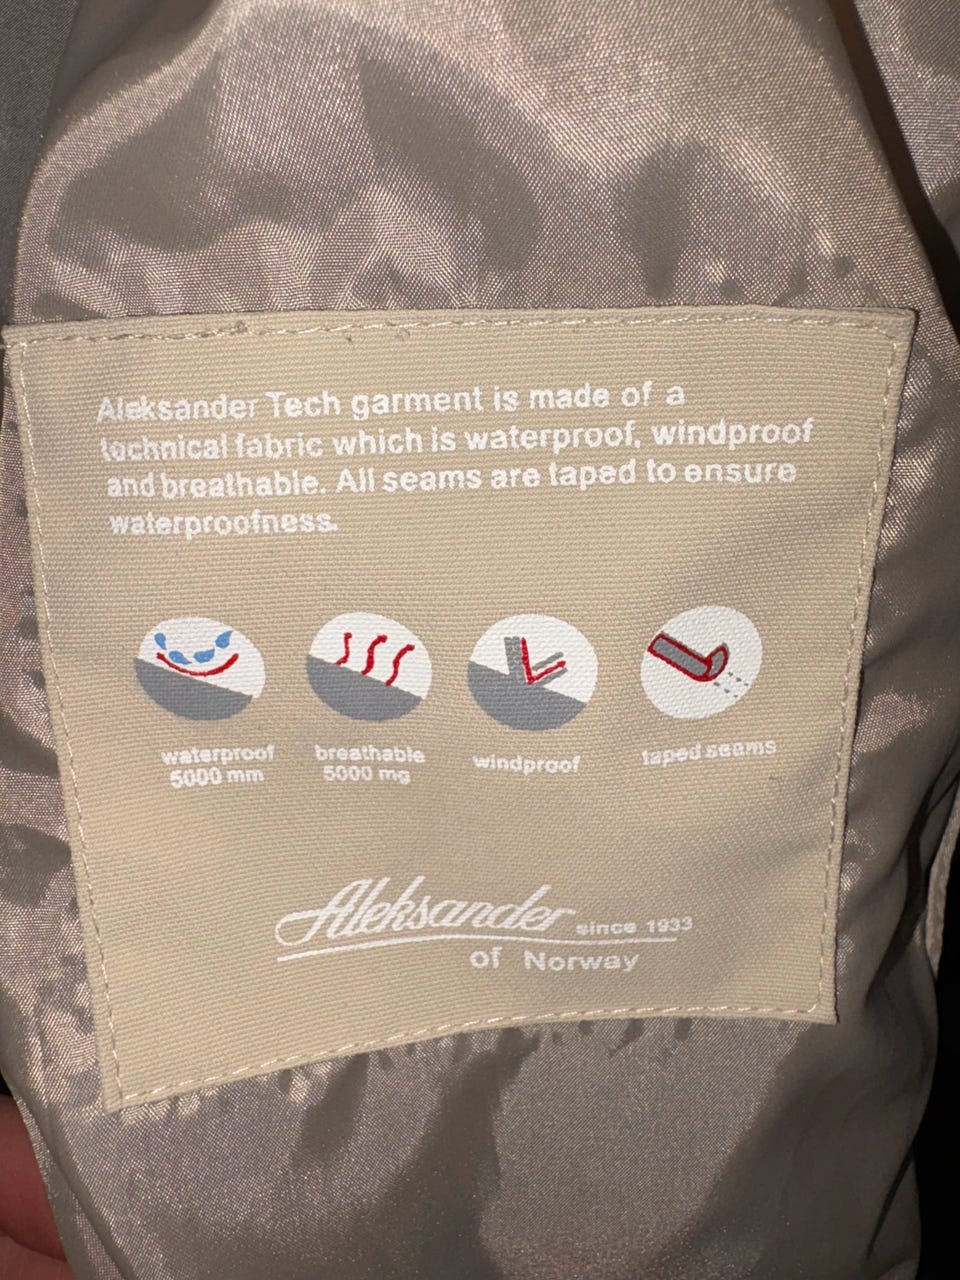 Aleksander Tech garment is made of a
technical fabric which is waterproof, windproof
and breathable. All seams are taped to ensure
waterproofness.
waterproof
5000 mm
breathable
5000 mg
windproof
taped seams
Aleksander since 1933
of Norway